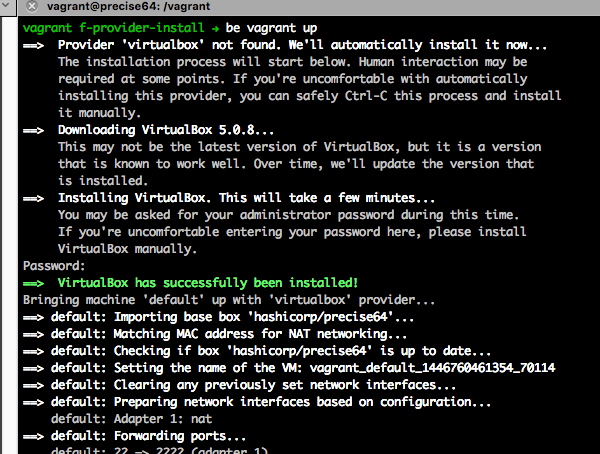 vagrant@precise64: /vagrant
vagrant f-provider-install → be vagrant up
==> Provider 'virtualbox' not found. We'll automatically install it now...
The installation process will start below. Human interaction may be
required at some points. If you're uncomfortable with automatically
installing this provider, you can safely Ctrl-C this process and install
it manually.
==> Downloading VirtualBox 5.0.8...
This may not be the latest version of VirtualBox, but it is a version
that is known to work well. Over time, we'll update the version that
is installed.
==> Installing VirtualBox. This will take a few minutes...
You may be asked for your administrator password during this time.
If you're uncomfortable entering your password here, please install
VirtualBox manually.
Password:
==> VirtualBox has successfully been installed!
Bringing machine 'default' up with 'virtualbox' provider...
==> default: Importing base box 'hashicorp/precise64'...
==> default: Matching MAC address for NAT networking...
==> default: Checking if box 'hashicorp/precise64' is up to date...
==> default: Setting the name of the VM: vagrant_default_1446760461354_70114
==> default: Clearing any previously set network interfaces...
==> default: Preparing network interfaces based on configuration...
default: Adapter 1: nat
==> default: Forwarding ports...
default: 22 => 2222 (adapter 1)